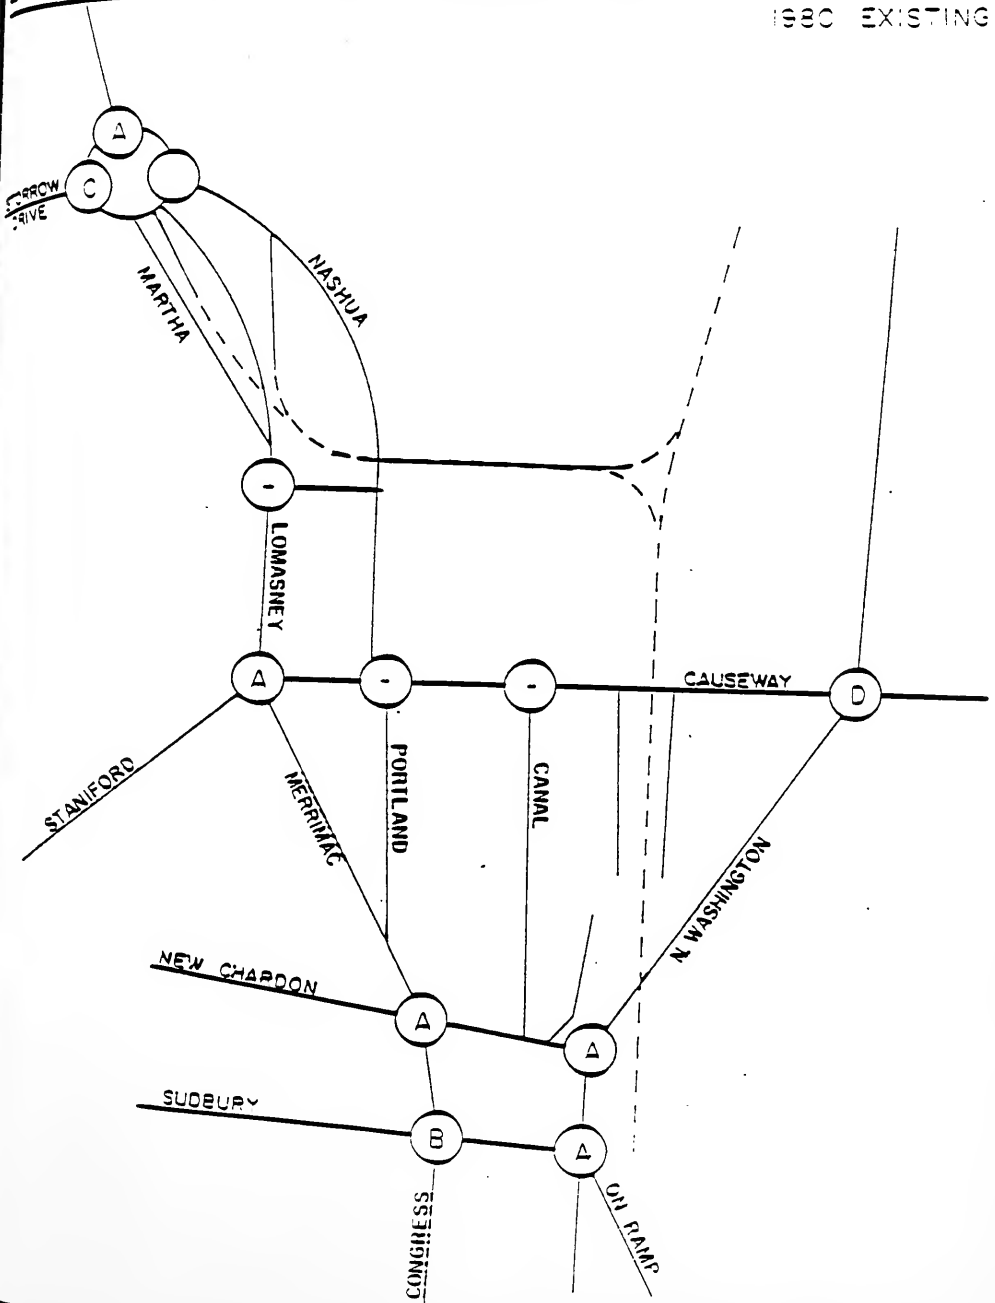 1980 EXISTING
A
C
DRIVE
MARTHA
NASHUA
-
LOMASNEY
A
-
-
CAUSEWAY
D
STANIFORD
MERRIMAC
PORTLAND
CANAL
N. WASHINGTON
NEW CHARDON
A
A
SUDBURY
B
A
CONGRESS
ON RAMP